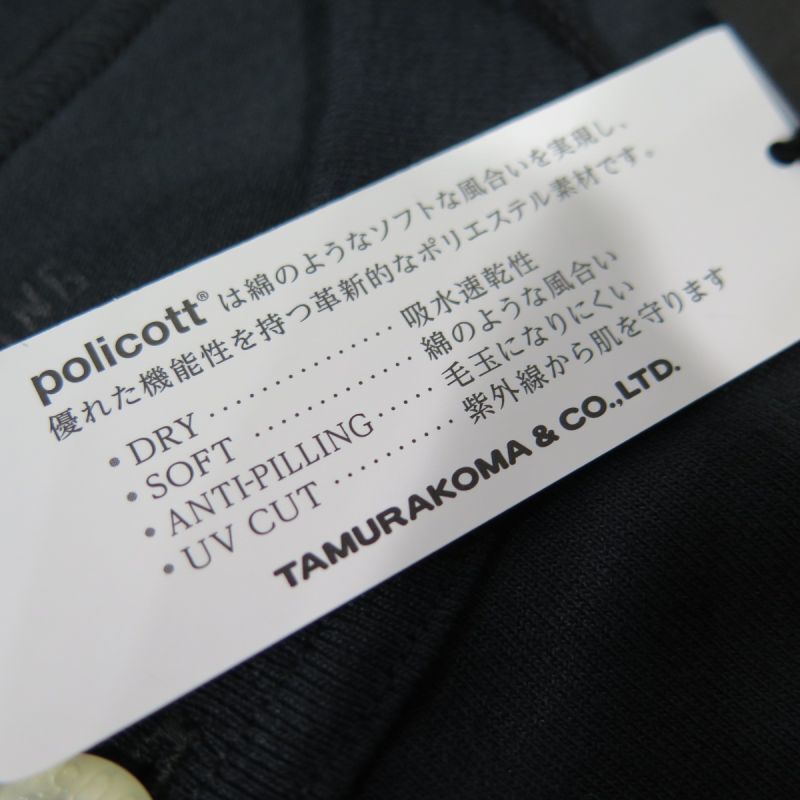 policott® は綿のようなソフトな風合いを実現し、
優れた機能性を持つ革新的なポリエステル素材です。
• DRY ················ 吸水速乾性
• SOFT ·············· 綿のような風合い
• ANTI-PILLING ····· 毛玉になりにくい
• UV CUT ·········· 紫外線から肌を守ります
TAMURAKOMA & CO.,LTD.